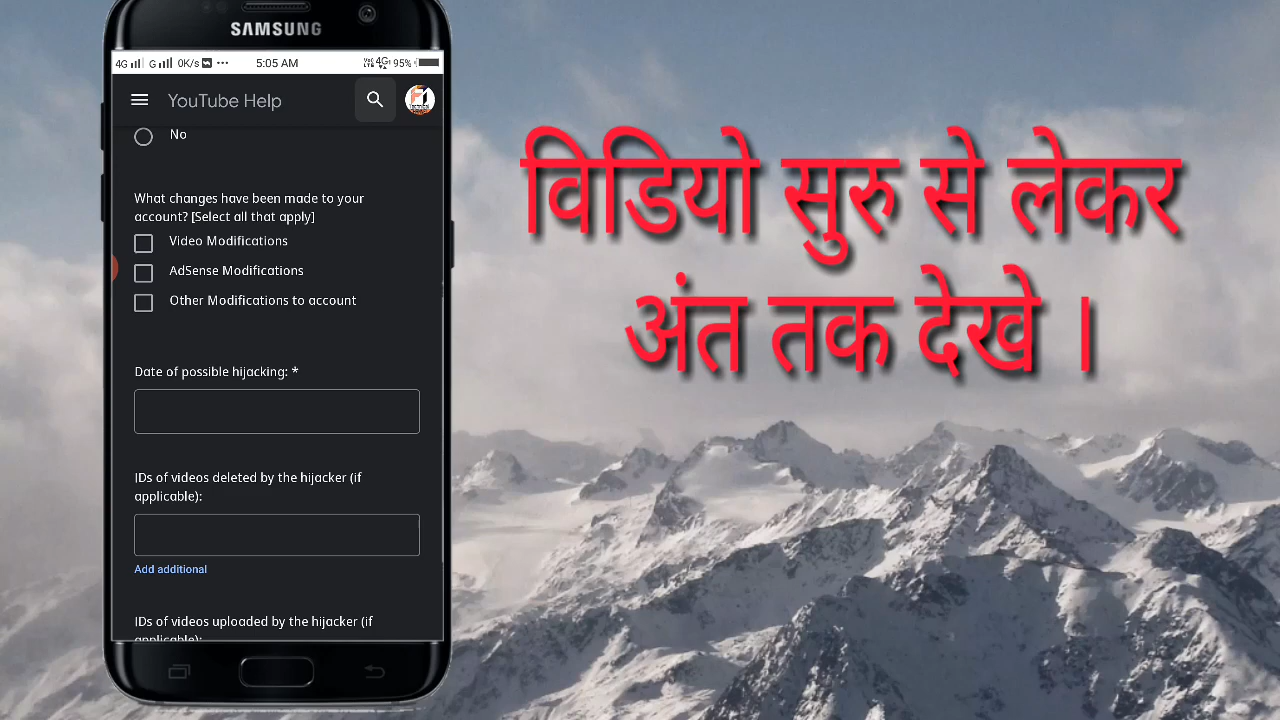 SAMSUNG
4G G 0K/s ... 5:05 AM 4G 95%
YouTube Help
No
What changes have been made to your
account? [Select all that apply]
Video Modifications
AdSense Modifications
Other Modifications to account
Date of possible hijacking: *
IDs of videos deleted by the hijacker (if
applicable):
Add additional
IDs of videos uploaded by the hijacker (if
applicable):
विडियो सुरु से लेकर
अंत तक देखे ।